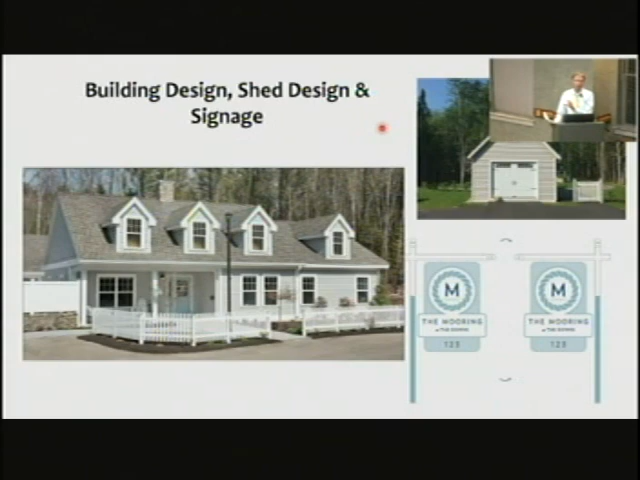 Building Design, Shed Design &
Signage
M
THE MOORING
123
M
THE MOORING
123